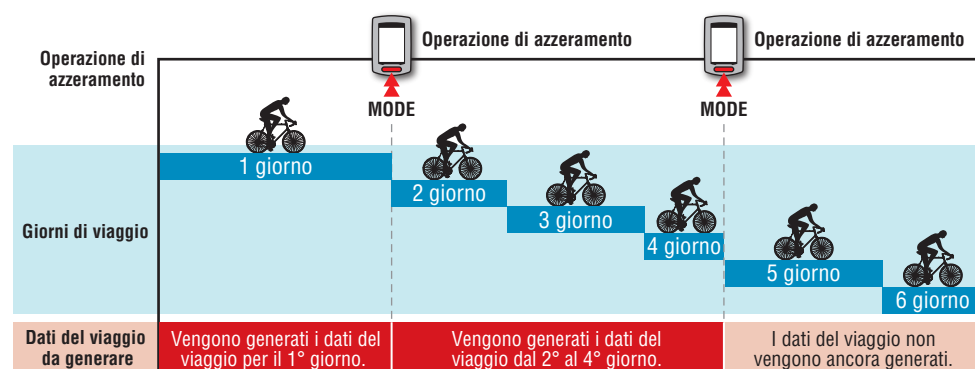 Operazione di
azzeramento
Operazione di azzeramento
Operazione di azzeramento
MODE
MODE
Giorni di viaggio
1 giorno
2 giorno
3 giorno
4 giorno
5 giorno
6 giorno
Dati del viaggio
da generare
Vengono generati i dati del
viaggio per il 1° giorno.
Vengono generati i dati del
viaggio dal 2° al 4° giorno.
I dati del viaggio non
vengono ancora generati.